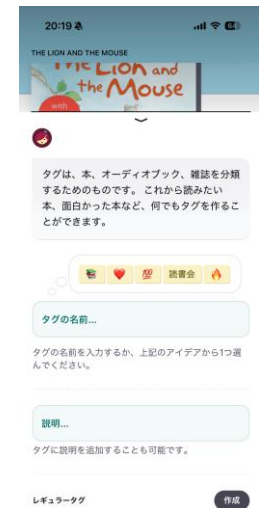 20:19
THE LION AND THE MOUSE
THE LION and
the Mouse
with
タグは、本、オーディオブック、雑誌を分類
するためのものです。 これから読みたい
本、面白かった本など、何でもタグを作るこ
とができます。
📚 ❤️ 💯 読書会 🔥
タグの名前...
タグの名前を入力するか、上記のアイデアから1つ選
んでください。
説明...
タグに説明を追加することも可能です。
レギュラータグ
作成